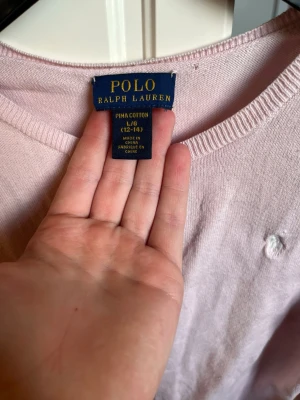 POLO
RALPH LAUREN
PIMA COTTON
L/G
(12-14)
MADE IN
CHINA